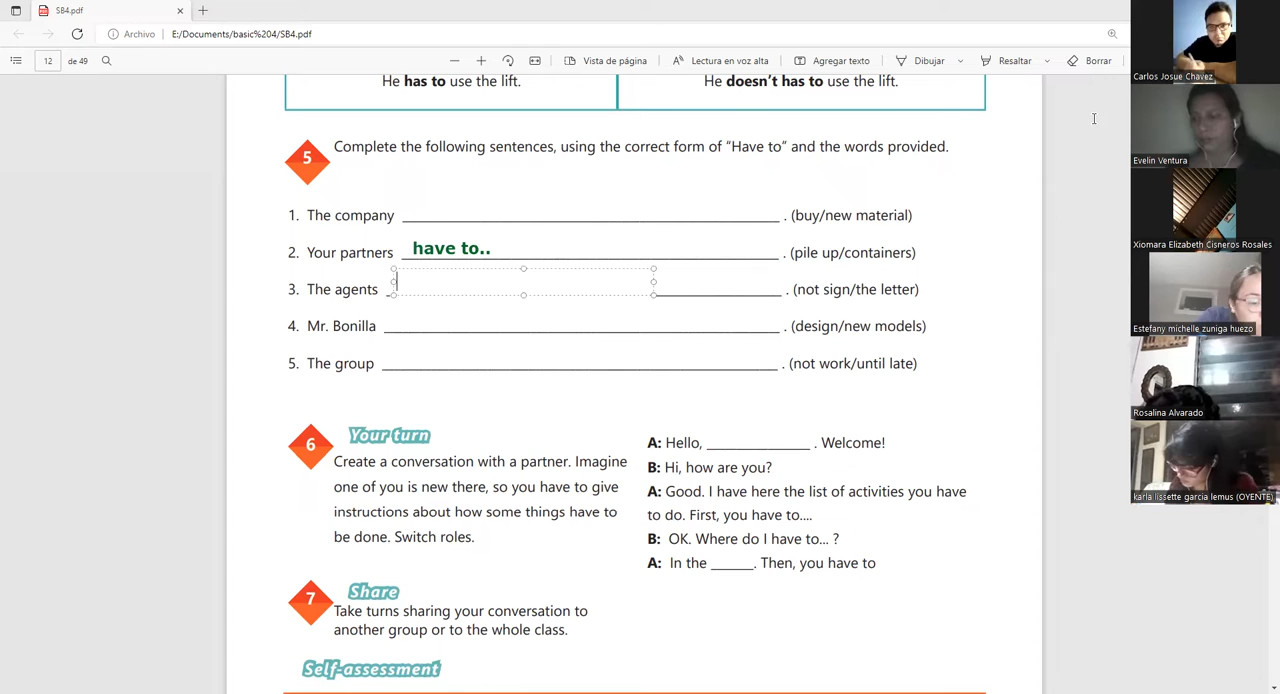 SB4.pdf
Archivo E:/Documents/basic%204/SB4.pdf
12 de 49 Vista de página Lectura en voz alta Agregar texto Dibujar Resaltar Borrar
He has to use the lift. He doesn't has to use the lift.
5 Complete the following sentences, using the correct form of “Have to” and the words provided.
1. The company ______ . (buy/new material)
2. Your partners have to.. ______ . (pile up/containers)
3. The agents ______ . (not sign/the letter)
4. Mr. Bonilla ______ . (design/new models)
5. The group ______ . (not work/until late)
6 Your turn
Create a conversation with a partner. Imagine
one of you is new there, so you have to give
instructions about how some things have to
be done. Switch roles.
A: Hello, ______ . Welcome!
B: Hi, how are you?
A: Good. I have here the list of activities you have
to do. First, you have to....
B: OK. Where do I have to... ?
A: In the ______. Then, you have to
7 Share
Take turns sharing your conversation to
another group or to the whole class.
Self-assessment
Carlos Josue Chavez
Evelin Ventura
Xiomara Elizabeth Cisneros Rosales
Estefany michelle zuniga huezo
Rosalina Alvarado
karla lissette garcia lemus (OYENTE)